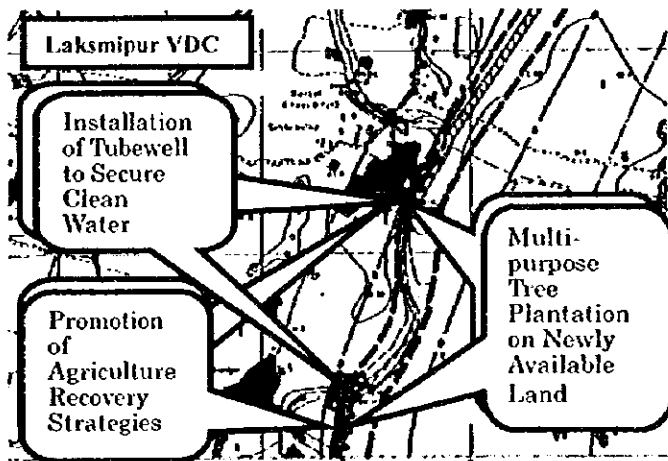 Laksmipur VDC
Installation
of Tubewell
to Secure
Clean
Water
Multi-
purpose
Tree
Plantation
on Newly
Available
Land
Promotion
of
Agriculture
Recovery
Strategies